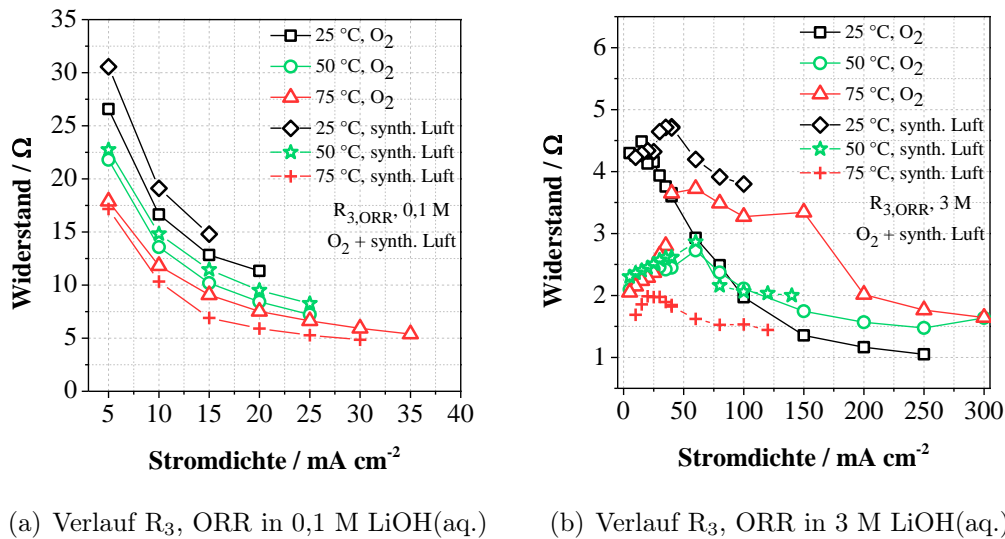 35
30
25
20
15
10
5
0
Widerstand / Ω
25 °C, O₂
50 °C, O₂
75 °C, O₂
25 °C, synth. Luft
50 °C, synth. Luft
75 °C, synth. Luft
R₃,ORR, 0,1 M
O₂ + synth. Luft
5 10 15 20 25 30 35 40
Stromdichte / mA cm⁻²
(a) Verlauf R₃, ORR in 0,1 M LiOH(aq.)
6
5
4
3
2
1
Widerstand / Ω
25 °C, O₂
50 °C, O₂
75 °C, O₂
25 °C, synth. Luft
50 °C, synth. Luft
75 °C, synth. Luft
R₃,ORR, 3 M
O₂ + synth. Luft
0 50 100 150 200 250 300
Stromdichte / mA cm⁻²
(b) Verlauf R₃, ORR in 3 M LiOH(aq.)